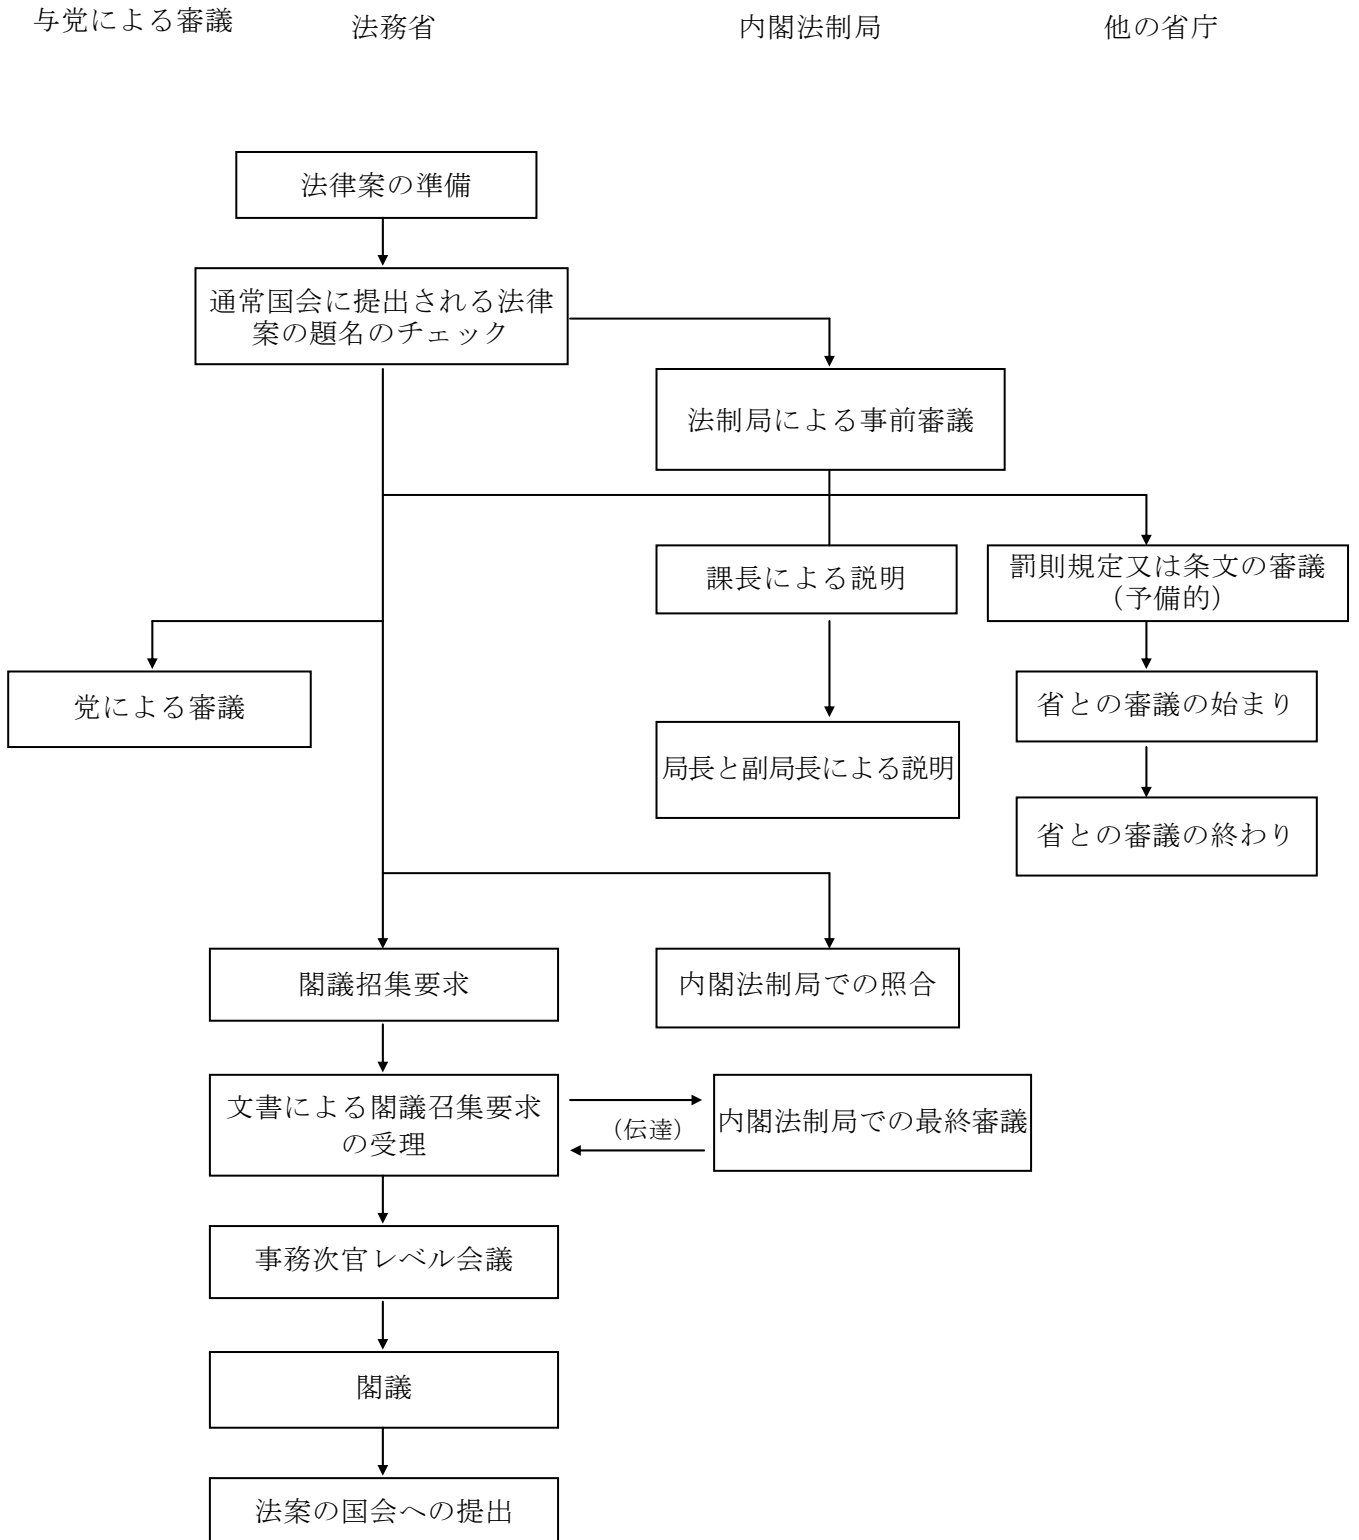 与党による審議
法務省
内閣法制局
他の省庁
法律案の準備
通常国会に提出される法律
案の題名のチェック
法制局による事前審議
課長による説明
罰則規定又は条文の審議
（予備的）
党による審議
省との審議の始まり
局長と副局長による説明
省との審議の終わり
閣議招集要求
内閣法制局での照合
文書による閣議召集要求
の受理
（伝達）
内閣法制局での最終審議
事務次官レベル会議
閣議
法案の国会への提出